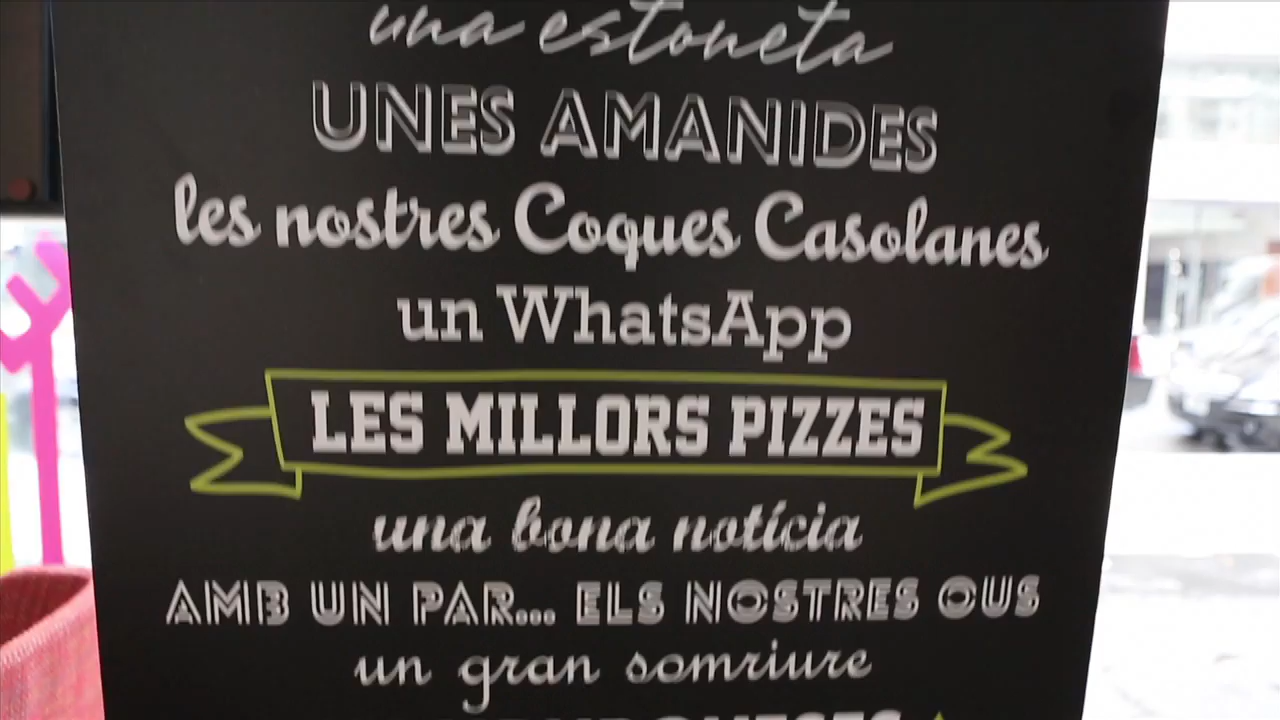 una estoneta
UNES AMANIDES
les nostres Coques Casolanes
un WhatsApp
LES MILLORS PIZZES
una bona notícia
AMB UN PAR... ELS NOSTRES OUS
un gran somriure